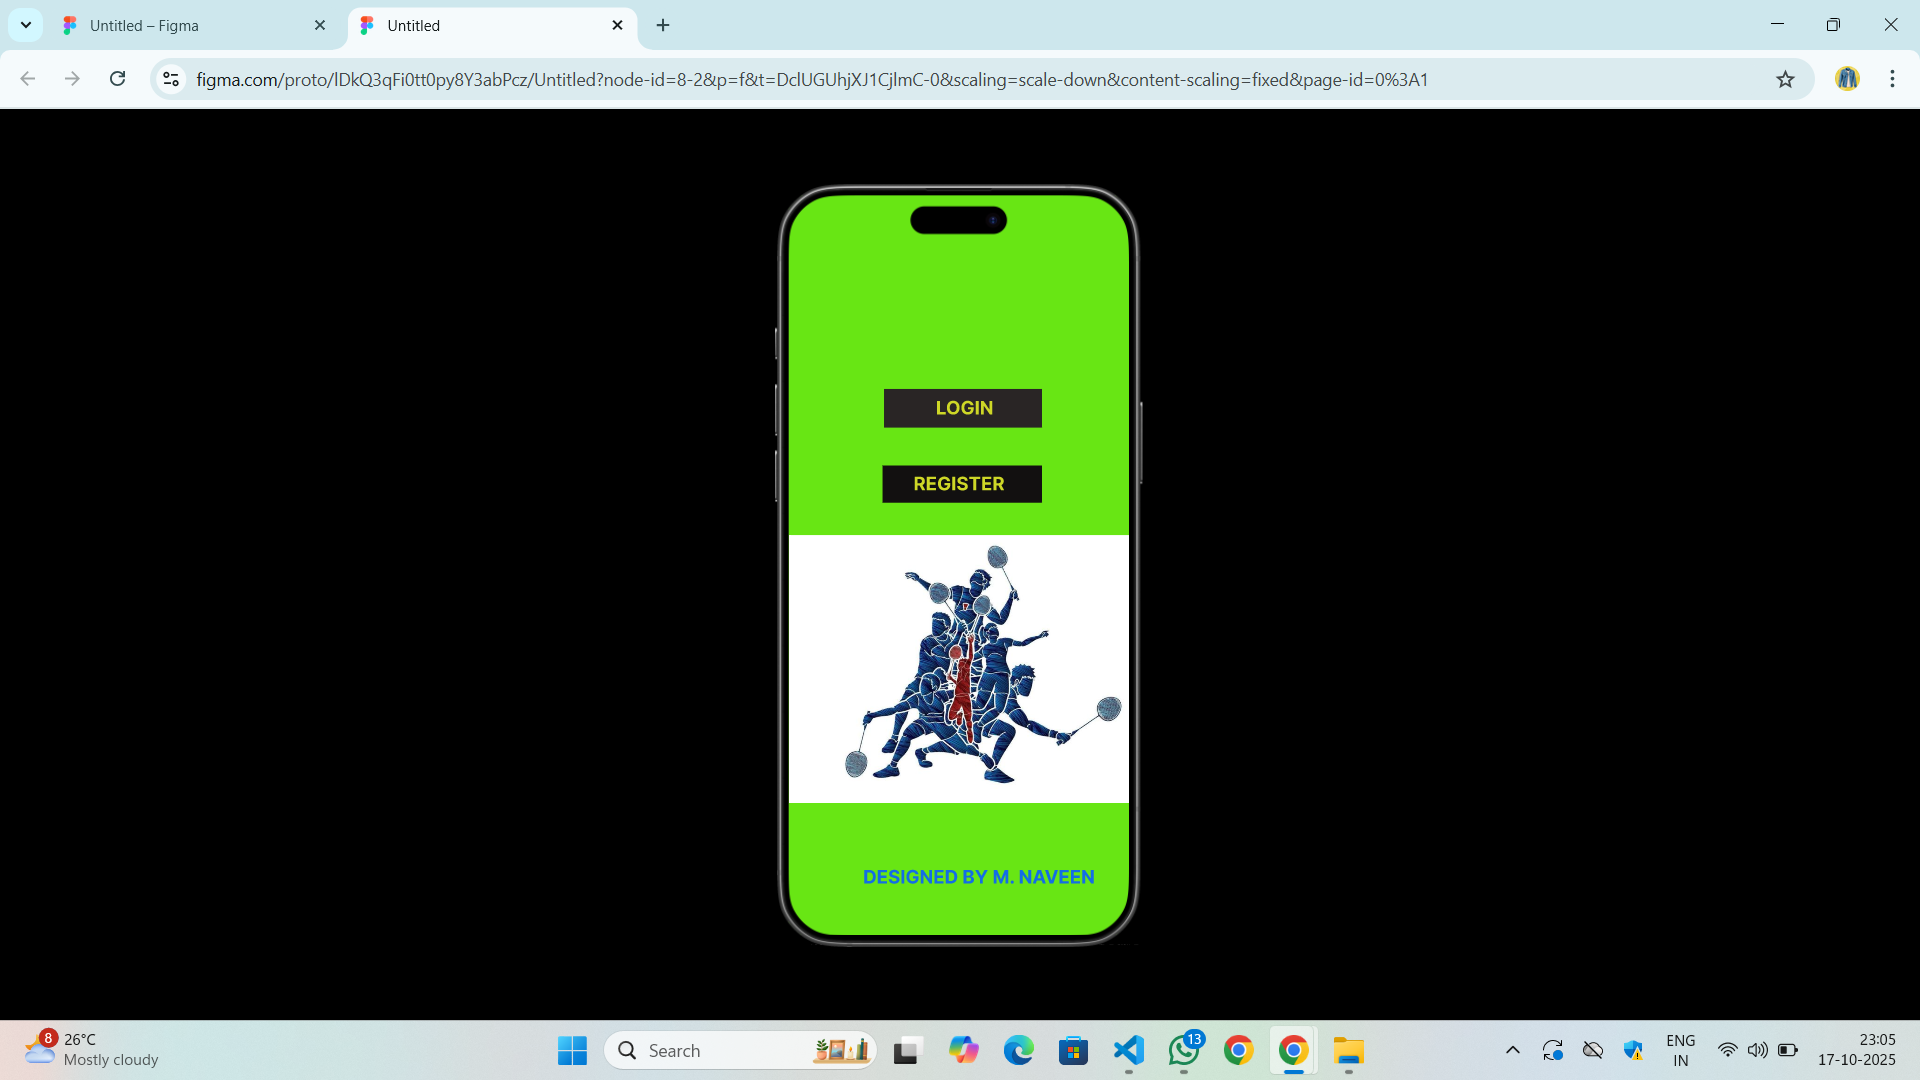 Untitled – Figma
Untitled
figma.com/proto/lDkQ3qFi0tt0py8Y3abPcz/Untitled?node-id=8-2&p=f&t=DclUGUhjXJ1CjlmC-0&scaling=scale-down&content-scaling=fixed&page-id=0%3A1
LOGIN
REGISTER
DESIGNED BY M. NAVEEN
8
26°C
Mostly cloudy
Search
13
ENG
IN
23:05
17-10-2025